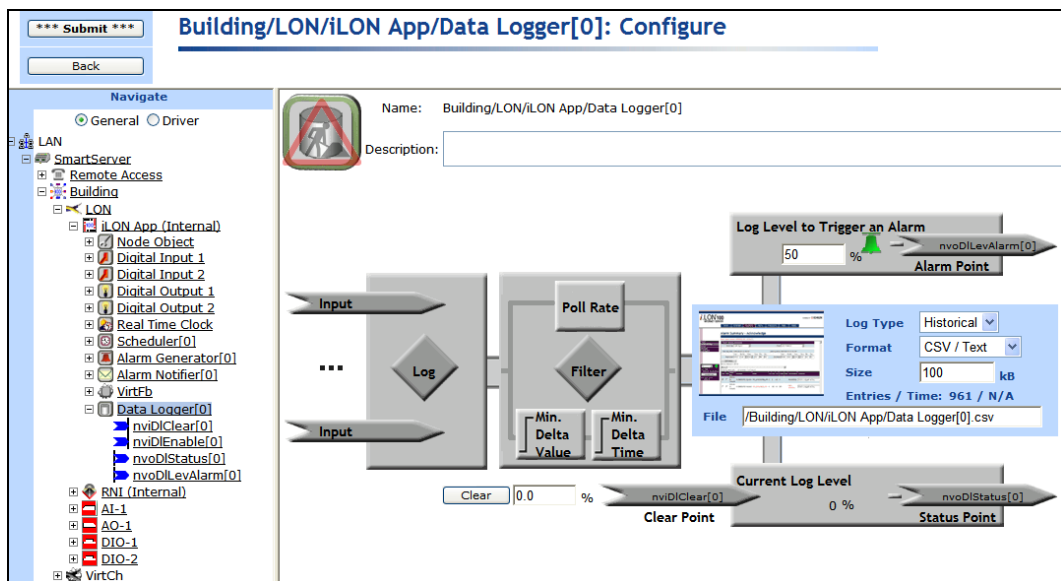 *** Submit ***
Back
Building/LON/iLON App/Data Logger[0]: Configure
Navigate
General Driver
LAN
SmartServer
Remote Access
Building
LON
iLON App (Internal)
Node Object
Digital Input 1
Digital Input 2
Digital Output 1
Digital Output 2
Real Time Clock
Scheduler[0]
Alarm Generator[0]
Alarm Notifier[0]
VirtFb
Data Logger[0]
nviDlClear[0]
nviDlEnable[0]
nvoDlStatus[0]
nvoDlLevAlarm[0]
RNI (Internal)
AI-1
AO-1
DIO-1
DIO-2
VirtCh
Name: Building/LON/iLON App/Data Logger[0]
Description:
Log Level to Trigger an Alarm
50 %
nvoDlLevAlarm[0]
Alarm Point
Input
...
Input
Log
Poll Rate
Filter
Min.
Delta
Value
Min.
Delta
Time
Log Type Historical
Format CSV / Text
Size 100 kB
Entries / Time: 961 / N/A
File /Building/LON/iLON App/Data Logger[0].csv
Clear 0.0 %
nviDlClear[0]
Clear Point
Current Log Level
0 %
nvoDlStatus[0]
Status Point